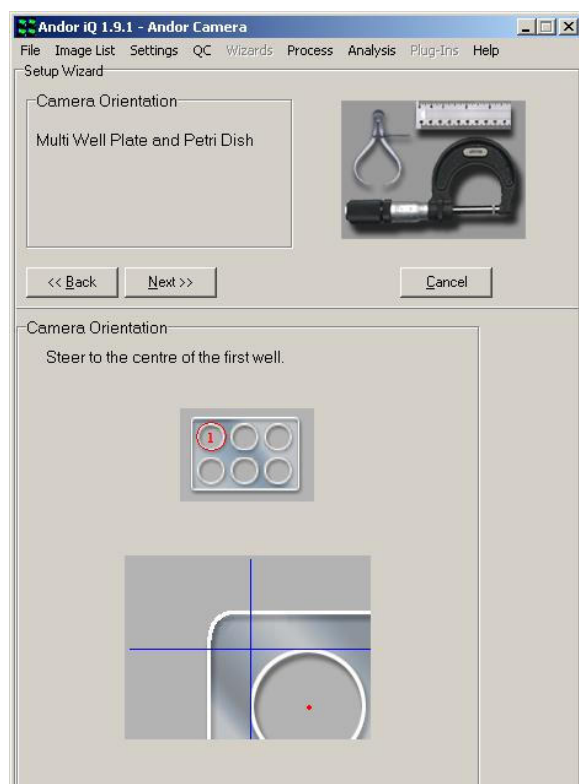 Andor iQ 1.9.1 - Andor Camera
File Image List Settings QC Wizards Process Analysis Plug-Ins Help
Setup Wizard
Camera Orientation
Multi Well Plate and Petri Dish
<< Back Next >> Cancel
Camera Orientation
Steer to the centre of the first well.
1